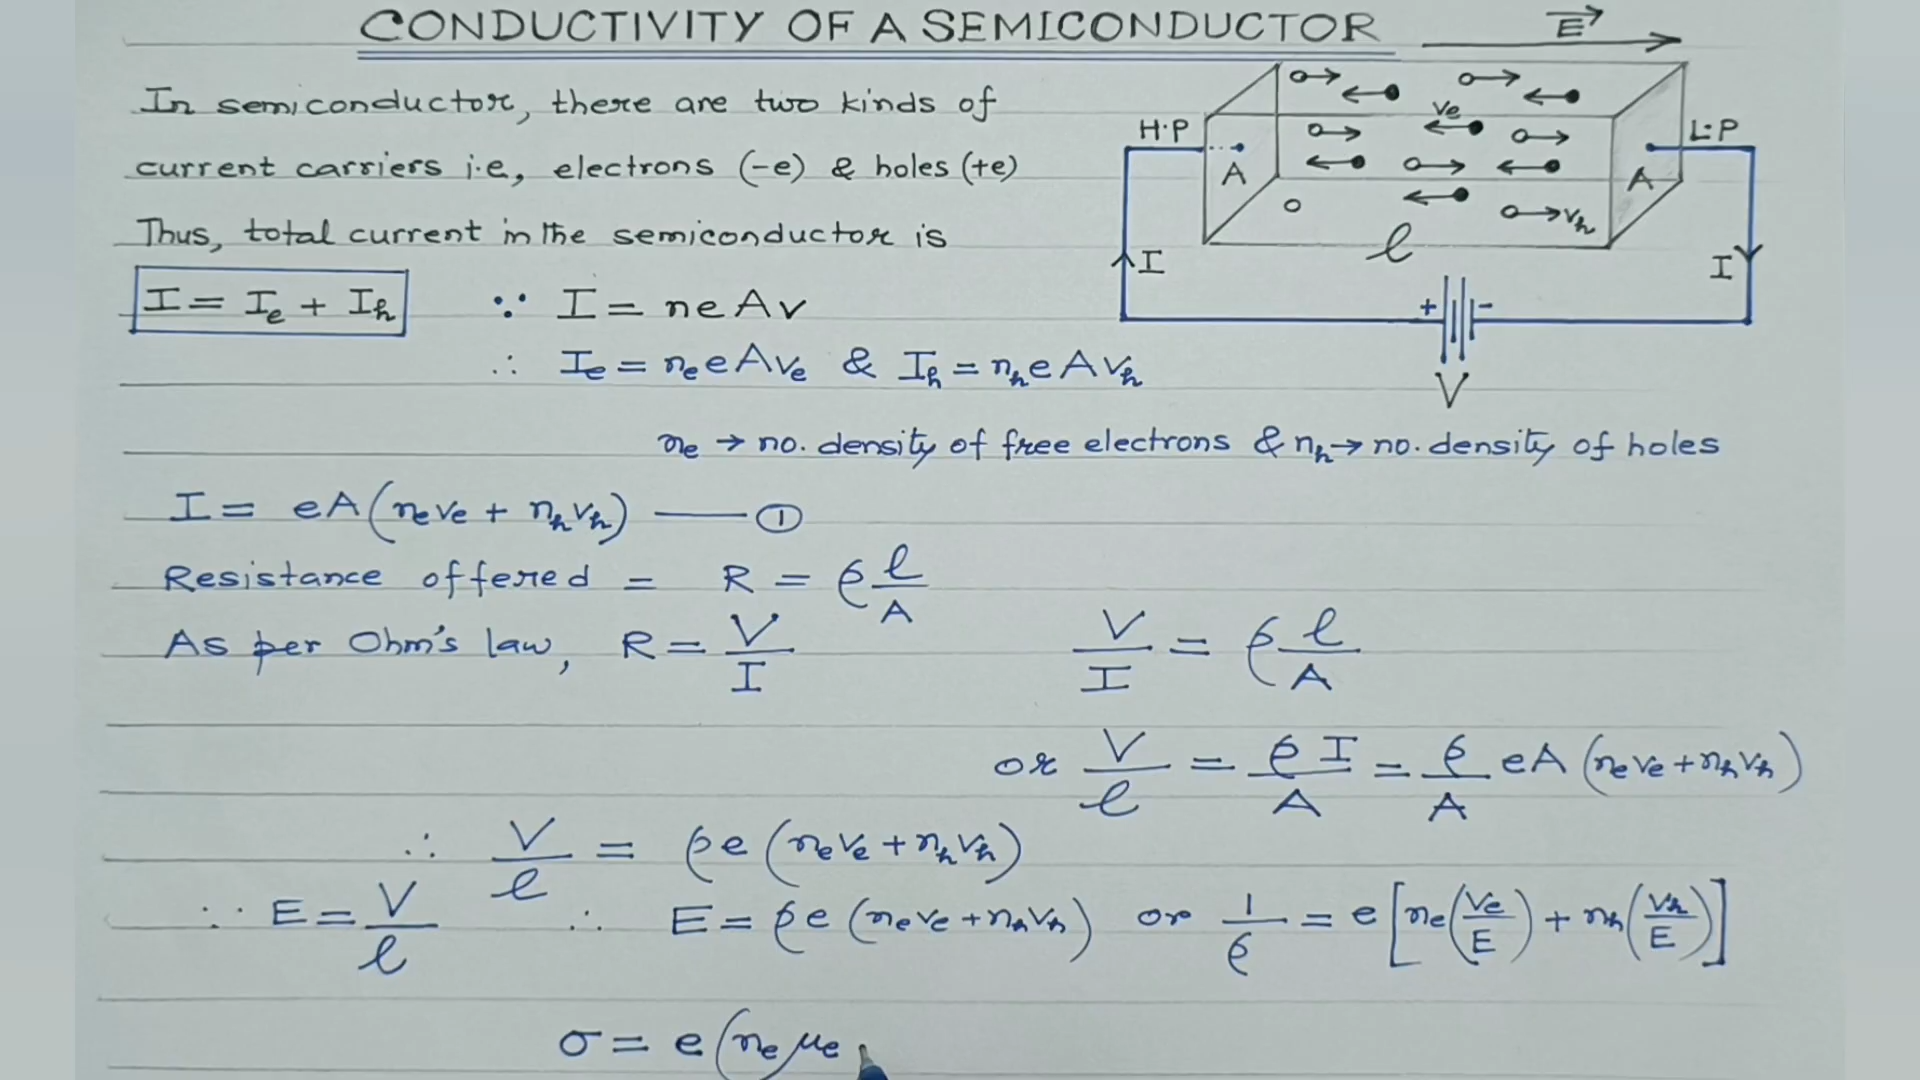 CONDUCTIVITY OF A SEMICONDUCTOR
E→
In semiconductor, there are two kinds of
current carriers i.e, electrons (-e) & holes (+e)
Thus, total current in the semiconductor is
I = Ie + Ih ∵ I = neAv
∴ Ie = neeAve & Ih = nheAvh
H.P A ve vh l A L.P
I I
+ -
V
ne → no. density of free electrons & nh → no. density of holes
I = eA(neve + nhvh) —— ①
Resistance offered = R = ρ l/A
As per Ohm's law, R = V/I V/I = ρ l/A
or V/l = ρI/A = ρ/A eA (neve + nhvh)
∴ V/l = ρe (neve + nhvh)
∵ E = V/l ∴ E = ρe (neve + nhvh) or 1/ρ = e [ne(ve/E) + nh(vh/E)]
σ = e (neμe